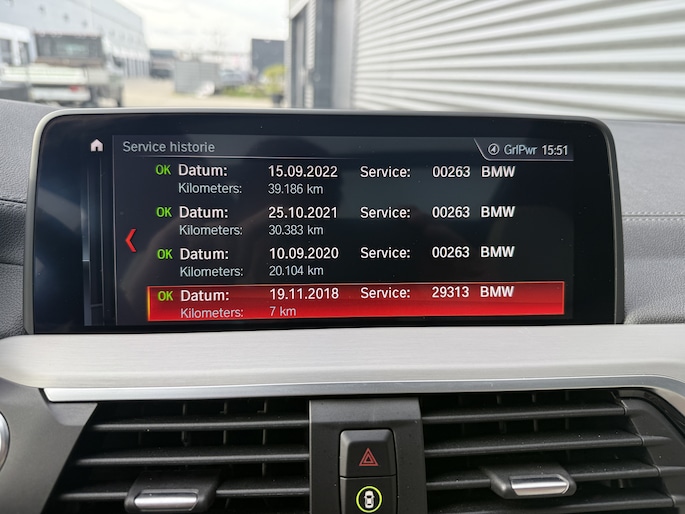 Service historie
GrlPwr 15:51
OK Datum: 15.09.2022 Service: 00263 BMW
Kilometers: 39.186 km
OK Datum: 25.10.2021 Service: 00263 BMW
Kilometers: 30.383 km
OK Datum: 10.09.2020 Service: 00263 BMW
Kilometers: 20.104 km
OK Datum: 19.11.2018 Service: 29313 BMW
Kilometers: 7 km